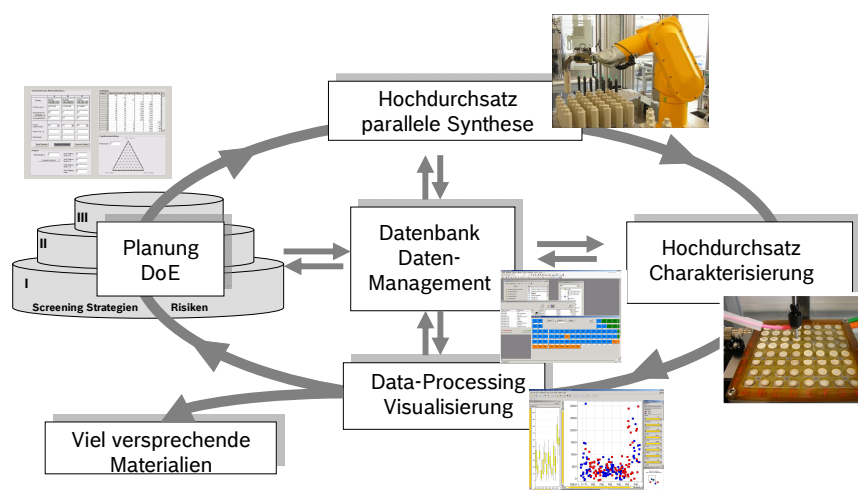 Hochdurchsatz
parallele Synthese
III
II
I
Planung
DoE
Screening Strategien
Risiken
Datenbank
Daten-
Management
Hochdurchsatz
Charakterisierung
Data-Processing
Visualisierung
Viel versprechende
Materialien